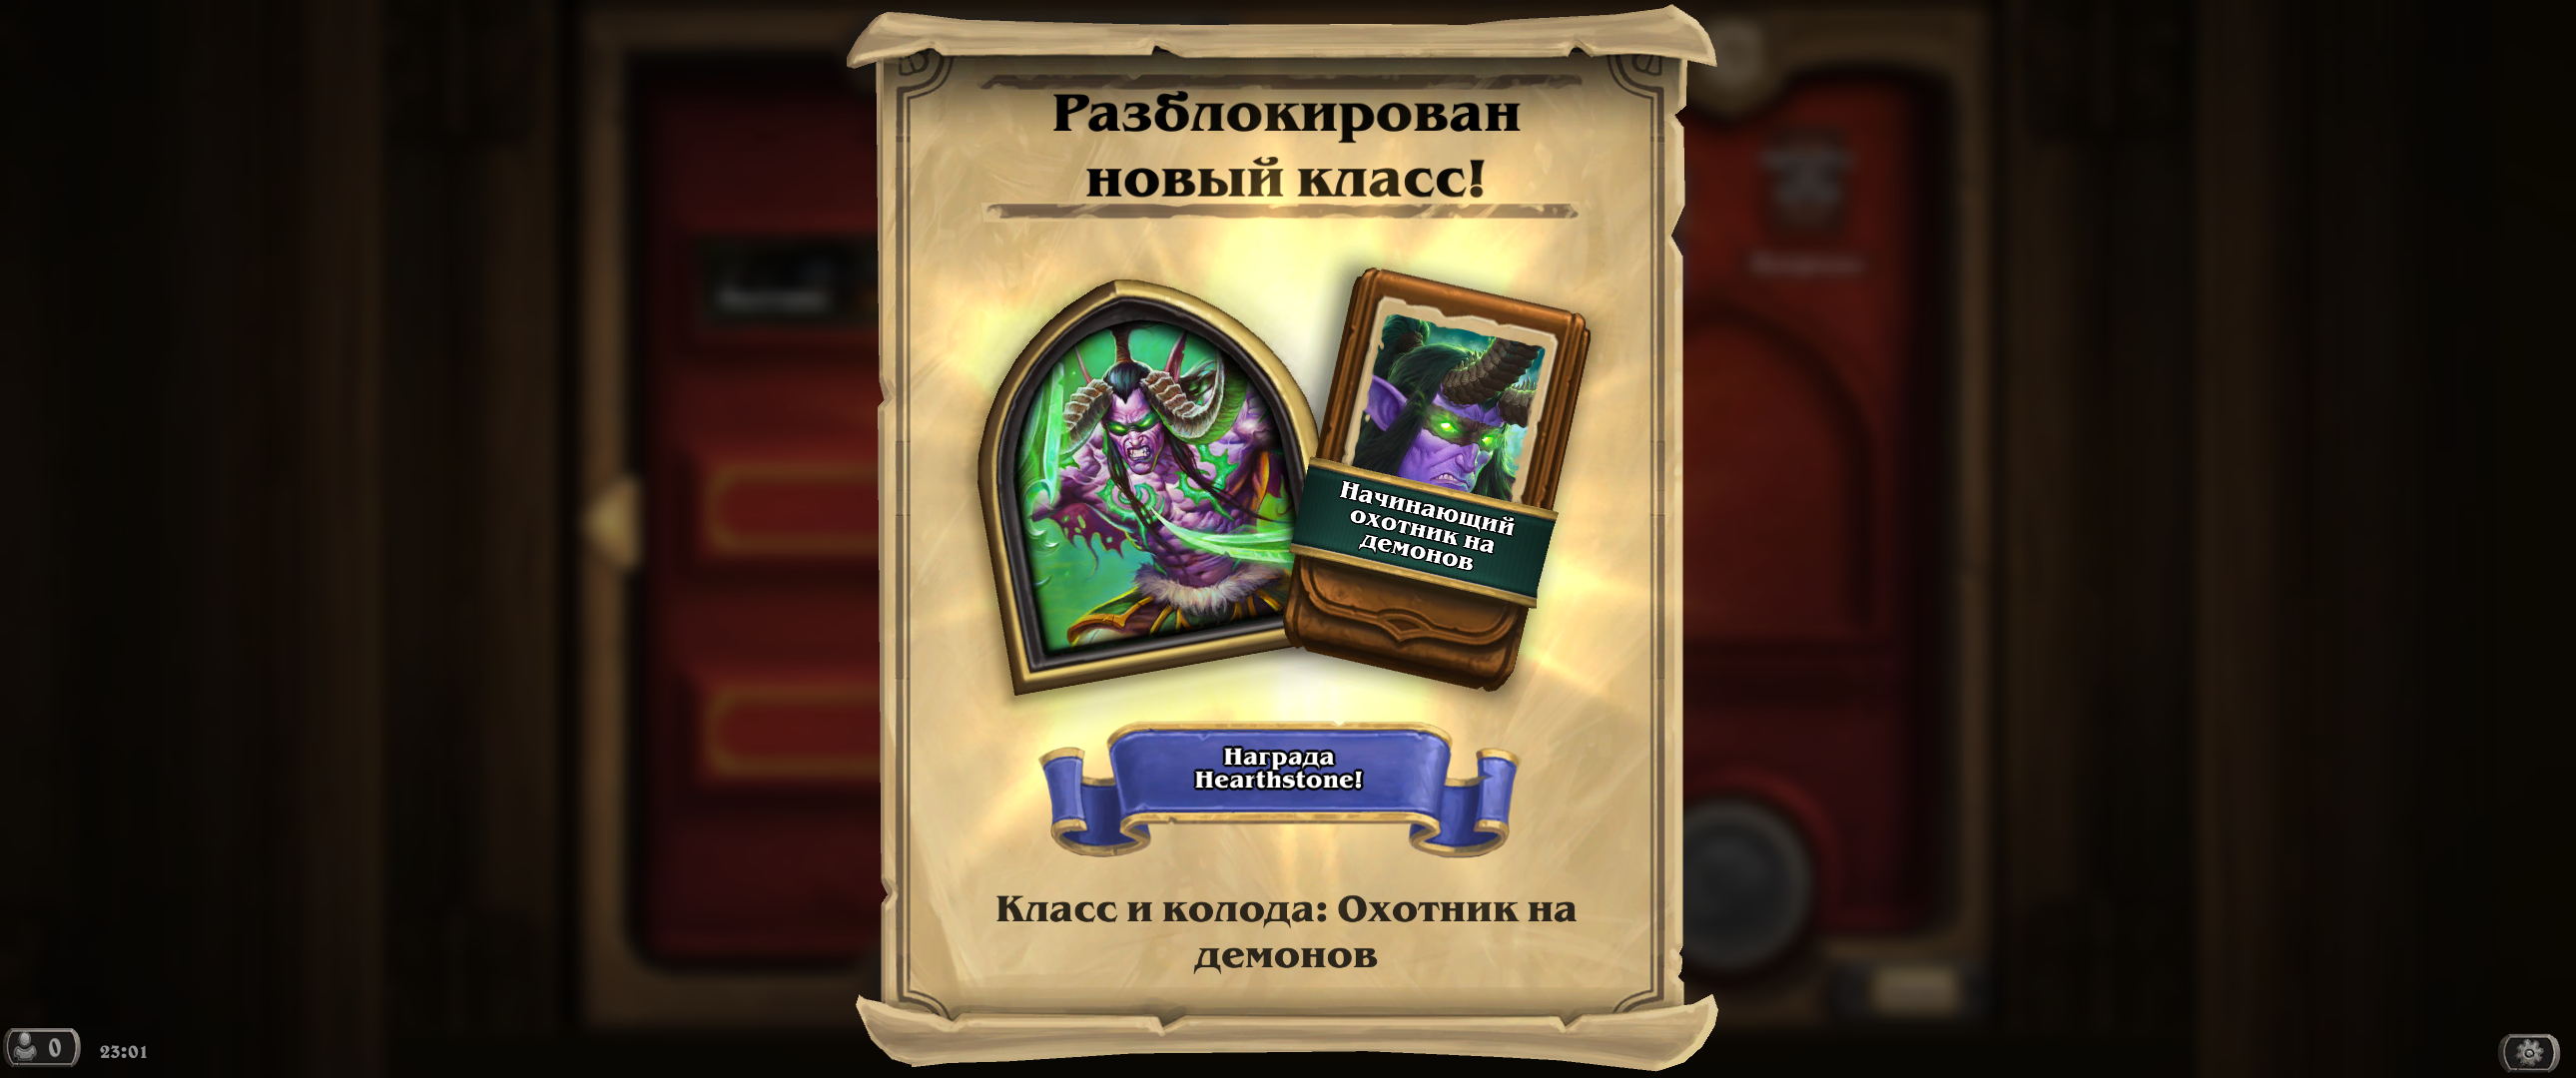 Разблокирован
новый класс!
Начинающий
охотник на
демонов
Награда
Hearthstone!
Класс и колода: Охотник на
демонов
0
23:01